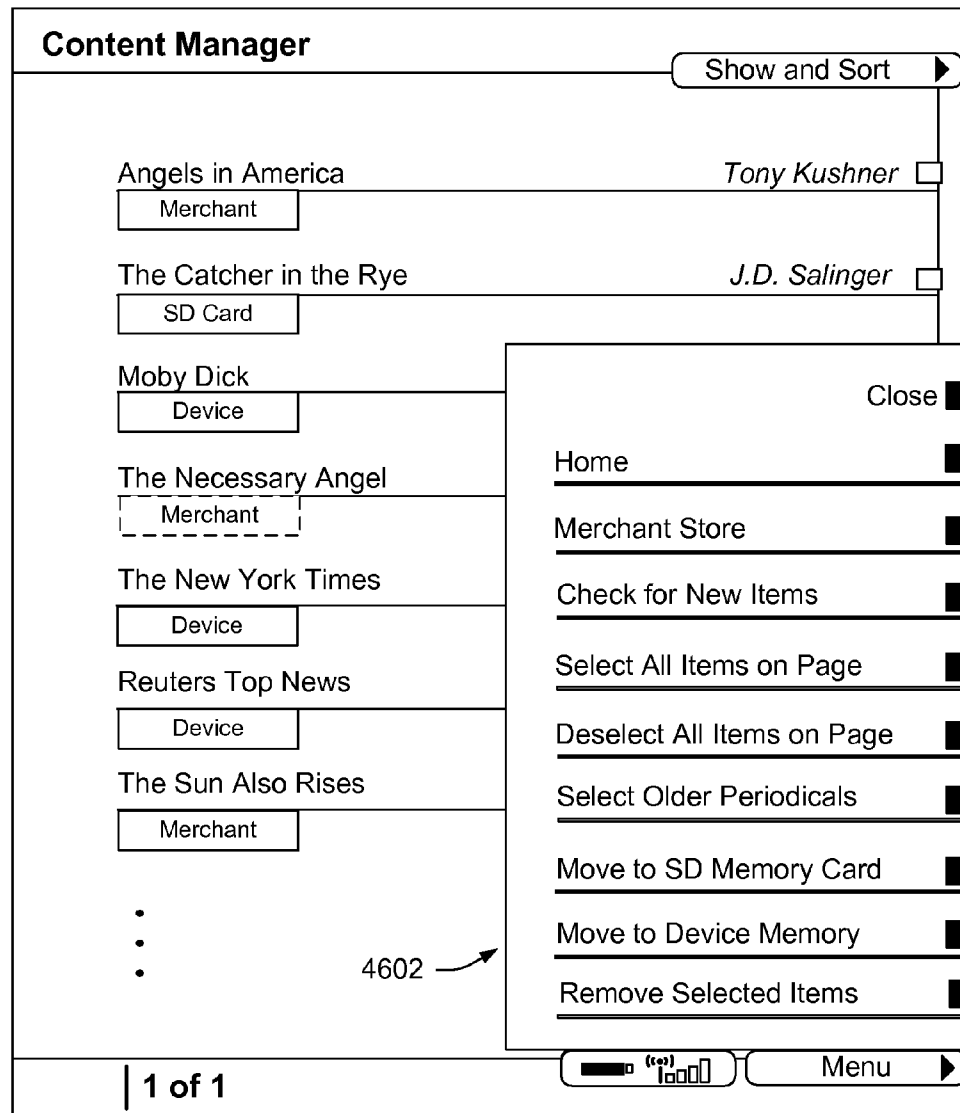 Content Manager
Show and Sort
Angels in America Tony Kushner
Merchant
The Catcher in the Rye J.D. Salinger
SD Card
Moby Dick
Device
The Necessary Angel
Merchant
The New York Times
Device
Reuters Top News
Device
The Sun Also Rises
Merchant
Close
Home
Merchant Store
Check for New Items
Select All Items on Page
Deselect All Items on Page
Select Older Periodicals
Move to SD Memory Card
Move to Device Memory
Remove Selected Items
4602
1 of 1
Menu